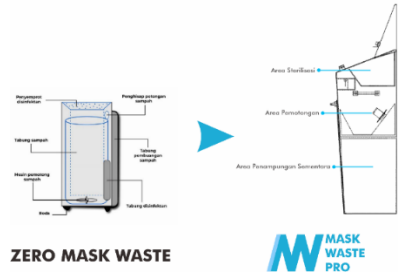 Penyemprot
disinfektan
Penghisap potongan
sampah
Tabung sampah
Tabung
pembuangan
sampah
Mesin pemotong
sampah
Roda
Tabung disinfektan
ZERO MASK WASTE
Area Sterilisasi
Area Pemotongan
Area Penampungan Sementara
MASK
WASTE
PRO